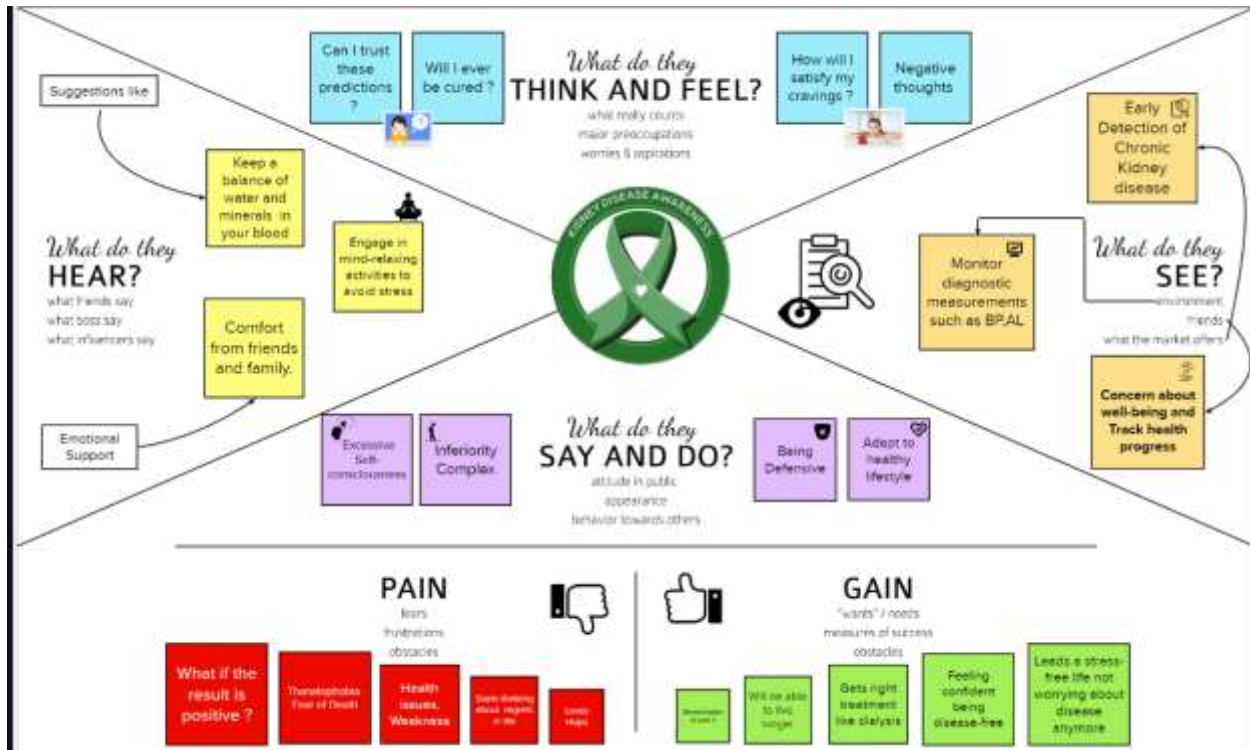 Can I trust
these
predictions
?
Will I ever
be cured ?
What do they
THINK AND FEEL?
what really counts
major preoccupations
worries & aspirations
How will I
satisfy my
cravings ?
Negative
thoughts
Suggestions like
Keep a
balance of
water and
minerals in
your blood
Engage in
mind-relaxing
activities to
avoid stress
What do they
HEAR?
what friends say
what boss say
what influencers say
Comfort
from friends
and family.
Emotional
Support
KIDNEY DISEASE AWARENESS
Early
Detection of
Chronic
Kidney
disease
Monitor
diagnostic
measurements
such as BP,AL
What do they
SEE?
environment
friends
what the market offers
Concern about
well-being and
Track health
progress
Excessive
Self-
consciousness
Inferiority
Complex
What do they
SAY AND DO?
attitude in public
appearance
behavior towards others
Being
Defensive
Adept to
healthy
lifestyle
PAIN
fears
frustrations
obstacles
What if the
result is
positive ?
Thanatophobia
Fear of Death
Health
issues,
Weakness
Starts thinking
about regrets
in life
Loses
Hope
GAIN
"wants" / needs
measures of success
obstacles
Will be able
to live
longer
Gets right
treatment
like dialysis
Feeling
confident
being
disease-free
Leads a stress-
free life not
worrying about
disease
anymore